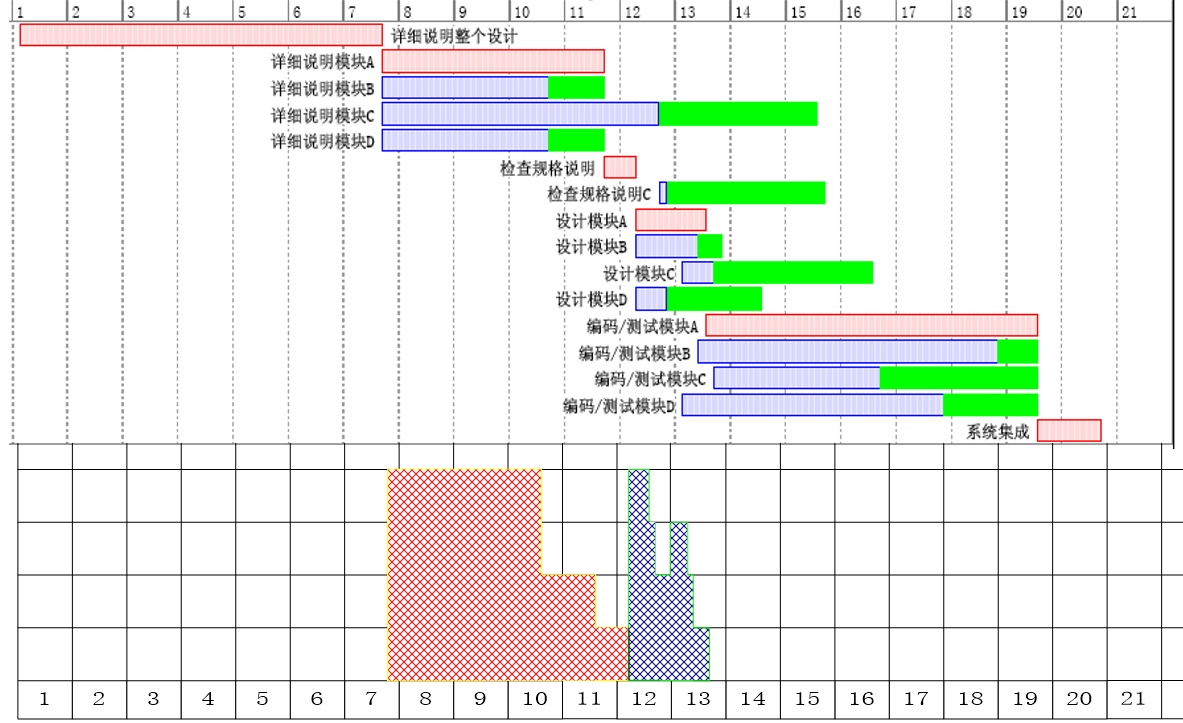 1 2 3 4 5 6 7 8 9 10 11 12 13 14 15 16 17 18 19 20 21
详细说明整个设计
详细说明模块A
详细说明模块B
详细说明模块C
详细说明模块D
检查规格说明
检查规格说明C
设计模块A
设计模块B
设计模块C
设计模块D
编码/测试模块A
编码/测试模块B
编码/测试模块C
编码/测试模块D
系统集成
1 2 3 4 5 6 7 8 9 10 11 12 13 14 15 16 17 18 19 20 21